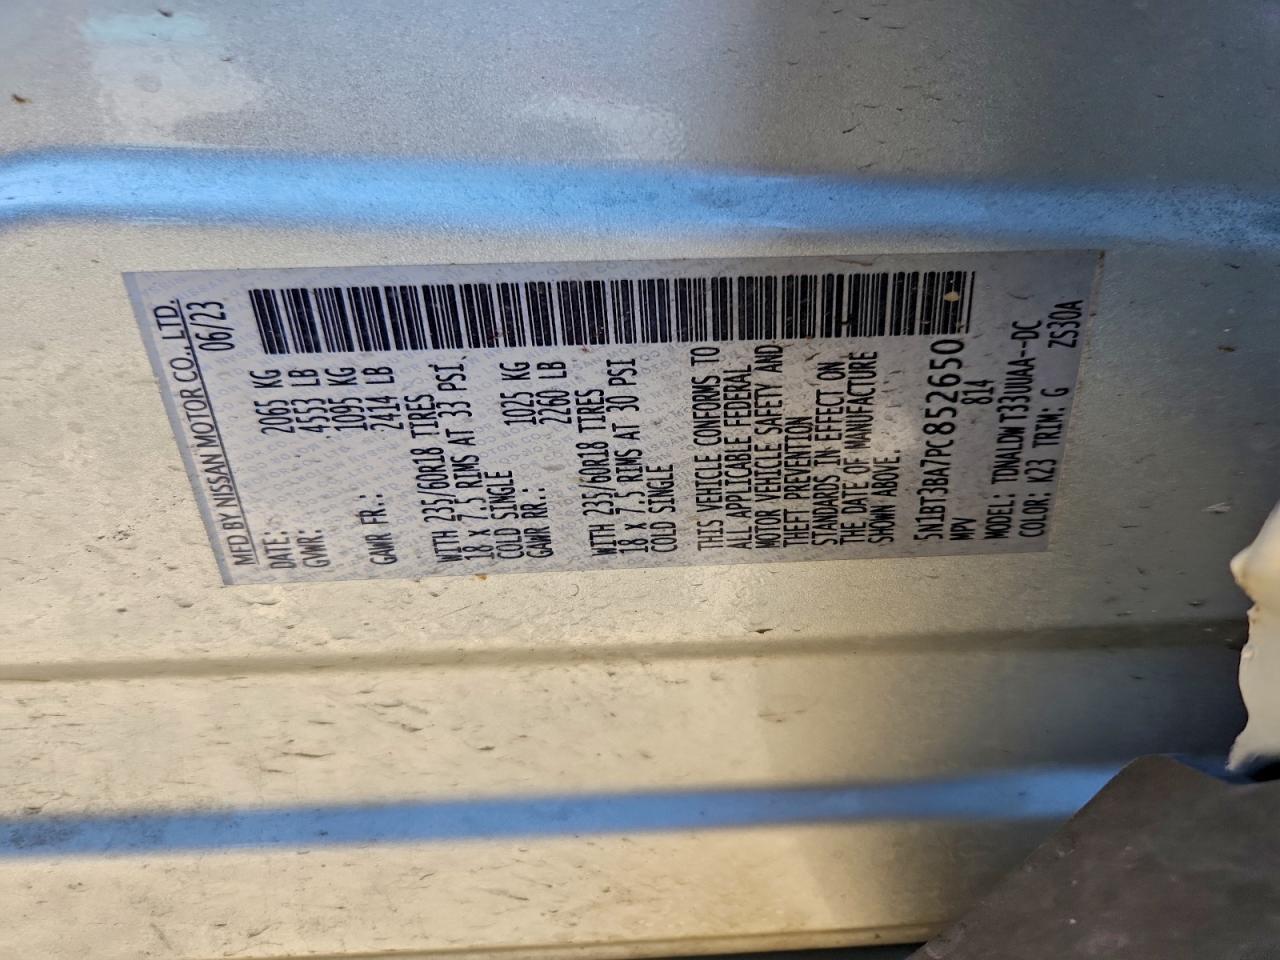 MFD BY NISSAN MOTOR CO., LTD.
DATE: 06/23
GVWR: 2065 KG
4553 LB
GAWR FR.: 1095 KG
2414 LB
WITH 235/60R18 TIRES
18 X 7.5 RIMS AT 33 PSI.
COLD SINGLE
GAWR RR.: 1025 KG
2260 LB
WITH 235/60R18 TIRES
18 X 7.5 RIMS AT 30 PSI
COLD SINGLE
THIS VEHICLE CONFORMS TO
ALL APPLICABLE FEDERAL
MOTOR VEHICLE SAFETY AND
THEFT PREVENTION
STANDARDS IN EFFECT ON
THE DATE OF MANUFACTURE
SHOWN ABOVE.
5N1BT3BA7PC852650
MPV 814
MODEL: TDNALDWT33UUAA--DC
COLOR: K23 TRIM: G ZS30A